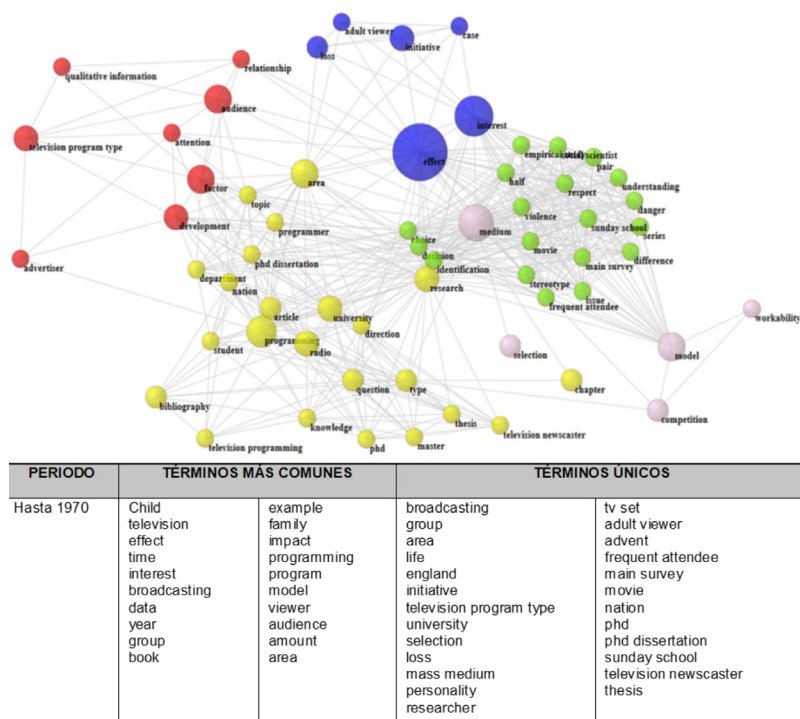 adult viewer
case
loss
initiative
relationship
qualitative information
audience
interest
television program type
attention
effect
empirical
scientist
pair
area
half
understanding
factor
respect
topic
danger
violence
development
programmer
medium
sunday school
series
choice
movie
decision
phd dissertation
difference
main survey
advertiser
identification
department
stereotype
nation
research
issue
frequent attendee
workability
article
university
direction
programming
student
radio
selection
model
question
type
chapter
bibliography
competition
thesis
knowledge
television newscaster
television programming
phd
master
PERIODO TÉRMINOS MÁS COMUNES TÉRMINOS ÚNICOS
Hasta 1970 Child example broadcasting tv set
television family group adult viewer
effect impact area advent
time programming life frequent attendee
interest program england main survey
broadcasting model initiative movie
data viewer television program type nation
year audience university phd
group amount selection phd dissertation
book area loss sunday school
mass medium television newscaster
personality thesis
researcher